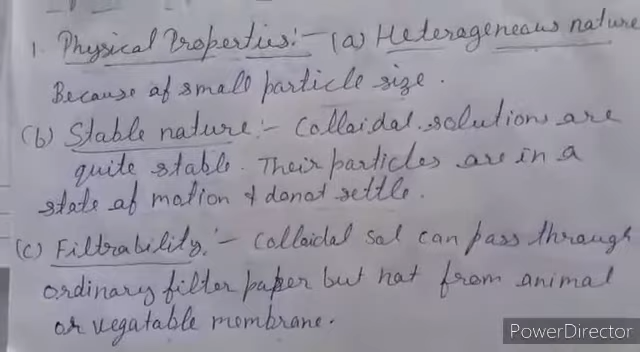 1. Physical Properties:- (a) Heterageneous nature
Because of small particle size.
(b) Stable nature:- Colloidal solutions are
quite stable. Their particles are in a
state of motion & donot settle.
(c) Filtrability:- Colloidal sol can pass through
ordinary filter paper but not from animal
or vegatable membrane.
PowerDirector